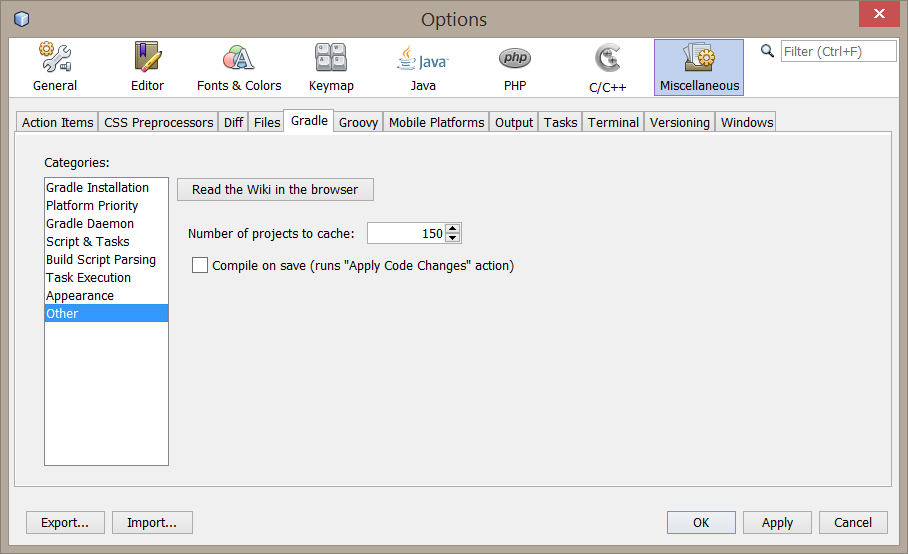 Options
General Editor Fonts & Colors Keymap Java PHP C/C++ Miscellaneous Filter (Ctrl+F)
Java
php
C
Q W
A S
Action Items CSS Preprocessors Diff Files Gradle Groovy Mobile Platforms Output Tasks Terminal Versioning Windows
Categories:
Gradle Installation
Platform Priority
Gradle Daemon
Script & Tasks
Build Script Parsing
Task Execution
Appearance
Other
Read the Wiki in the browser
Number of projects to cache: 150
Compile on save (runs "Apply Code Changes" action)
Export... Import... OK Apply Cancel